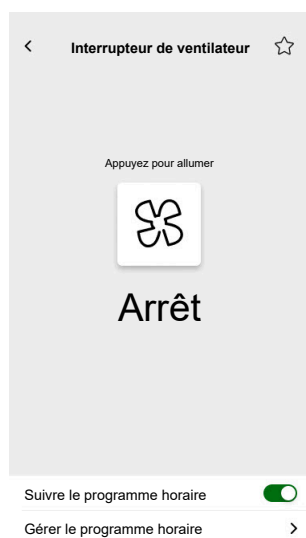 Interrupteur de ventilateur
Appuyez pour allumer
Arrêt
Suivre le programme horaire
Gérer le programme horaire